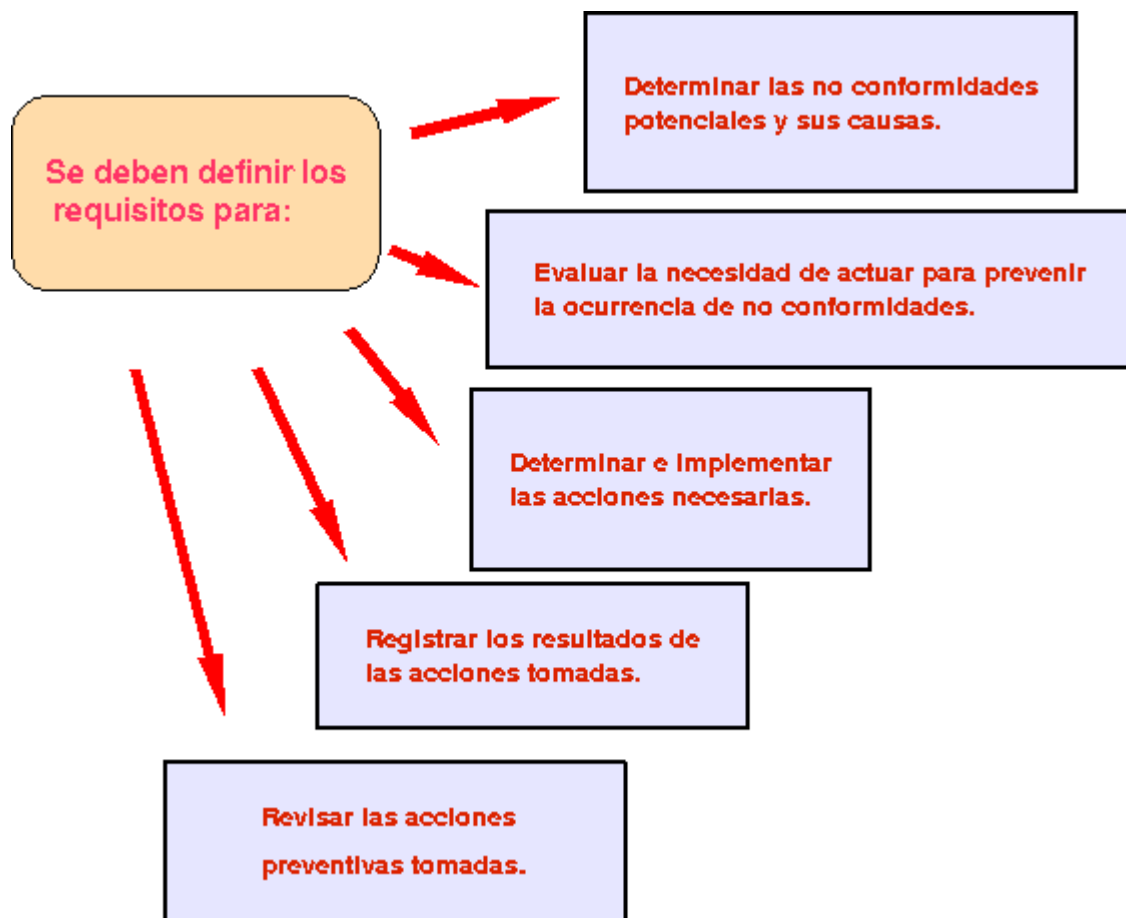 Se deben definir los
requisitos para:
Determinar las no conformidades
potenciales y sus causas.
Evaluar la necesidad de actuar para prevenir
la ocurrencia de no conformidades.
Determinar e implementar
las acciones necesarias.
Registrar los resultados de
las acciones tomadas.
Revisar las acciones
preventivas tomadas.